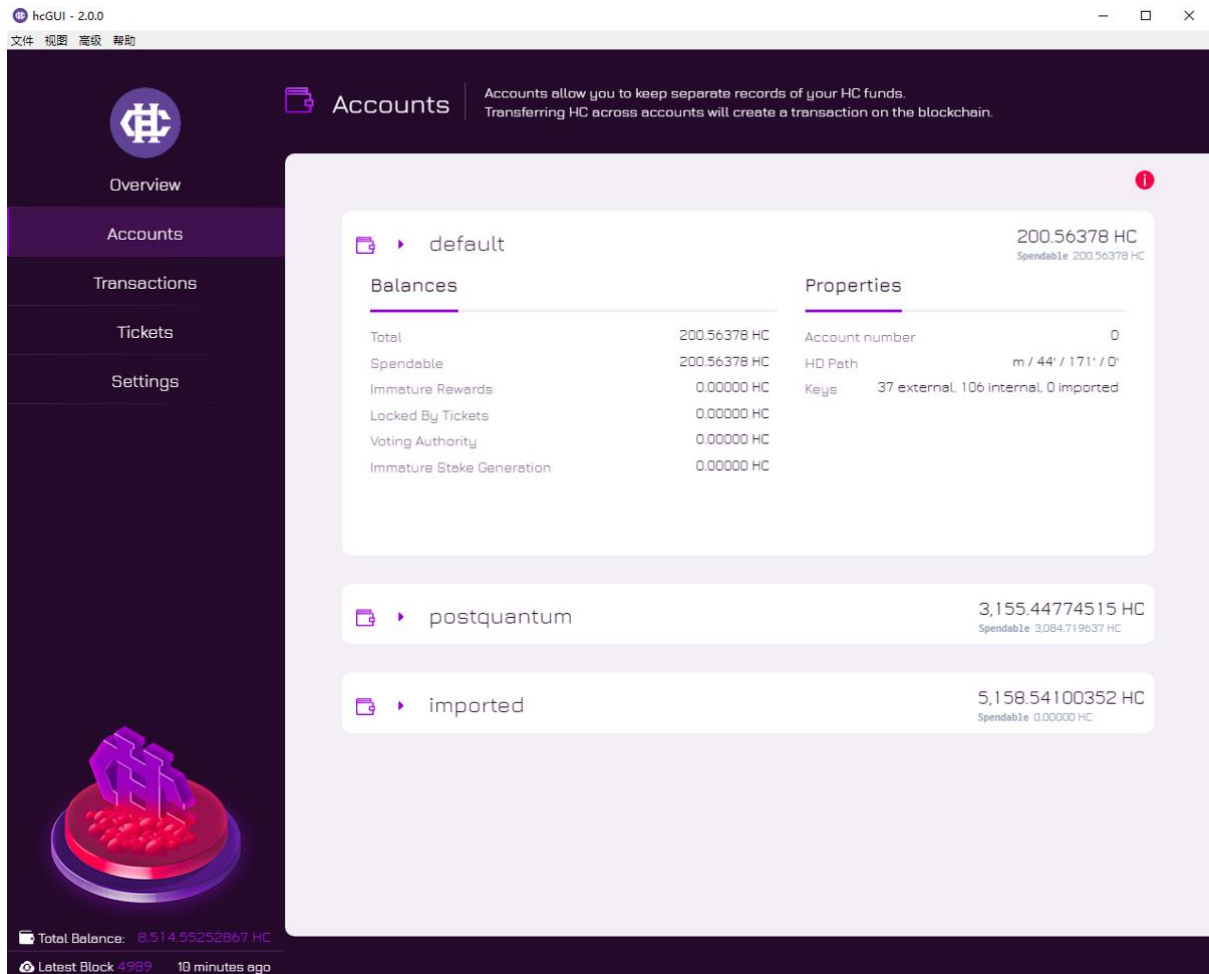 hcGUI - 2.0.0
文件 视图 高级 帮助
Accounts
Accounts allow you to keep separate records of your HC funds.
Transferring HC across accounts will create a transaction on the blockchain.
Overview
Accounts
Transactions
Tickets
Settings
default
200.56378 HC
Spendable 200.56378 HC
Balances
Total 200.56378 HC
Spendable 200.56378 HC
Immature Rewards 0.00000 HC
Locked By Tickets 0.00000 HC
Voting Authority 0.00000 HC
Immature Stake Generation 0.00000 HC
Properties
Account number 0
HD Path m / 44' / 171' / 0'
Keys 37 external, 106 internal, 0 imported
postquantum
3,155.44774515 HC
Spendable 3,084.719637 HC
imported
5,158.54100352 HC
Spendable 0.00000 HC
Total Balance: 8,514.55252867 HC
Latest Block 4989 10 minutes ago